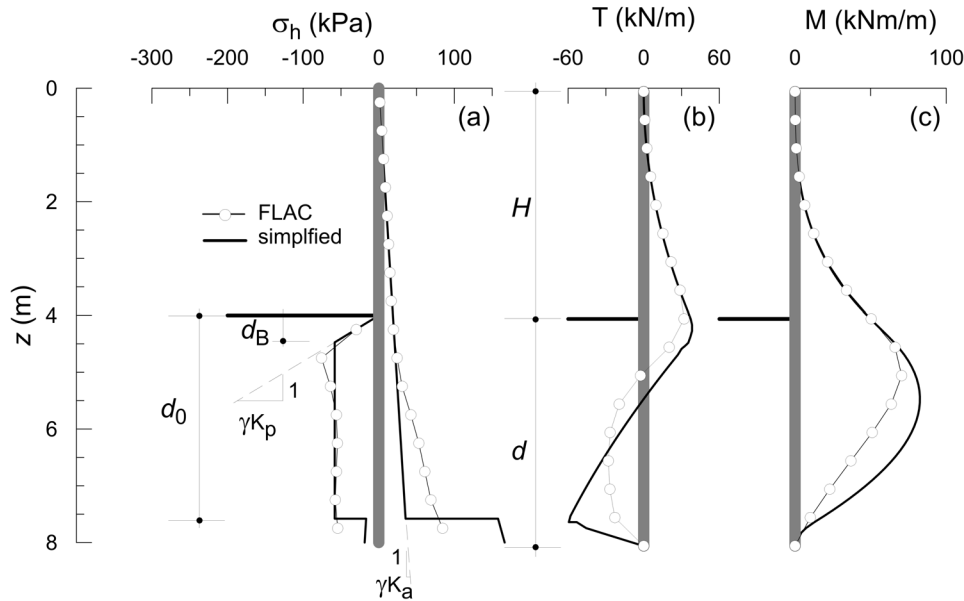 σh (kPa)
T (kN/m)
M (kNm/m)
-300 -200 -100 0 100
-60 0 60
0 100
(a)
(b)
(c)
0
2
4
6
8
z (m)
FLAC
simplfied
H
dB
d0
1
γKp
d
1
γKa